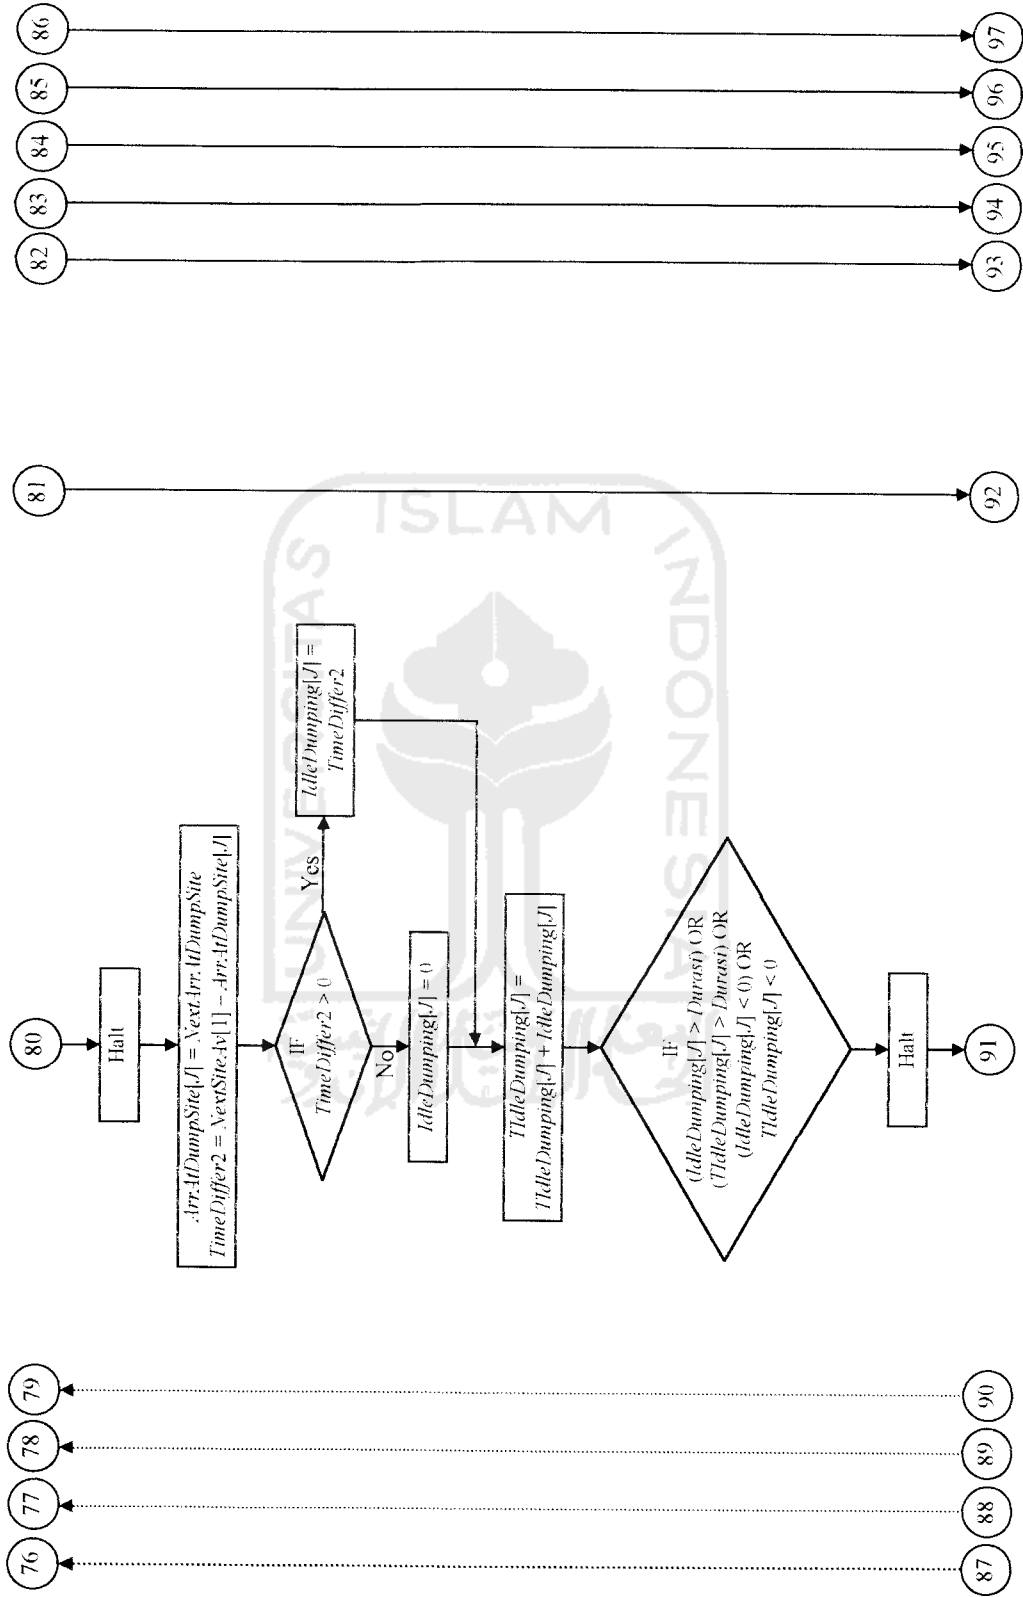 76
77
78
79
80
81
82
83
84
85
86
Halt
ArrAtDumpSite[J] = NextArrAtDumpSite
TimeDiffer2 = NextSiteAv[1] – ArrAtDumpSite[J]
IF
TimeDiffer2 > 0
Yes
IdleDumping[J] =
TimeDiffer2
No
IdleDumping[J] = 0
TIdleDumping[J] =
TIdleDumping[J] + IdleDumping[J]
IF
(IdleDumping[J] > Durasi) OR
(TIdleDumping[J] > Durasi) OR
(IdleDumping[J] < 0) OR
TIdleDumping[J] < 0
Halt
87
88
89
90
91
92
93
94
95
96
97
UNIVERSITAS
ISLAM
INDONESIA